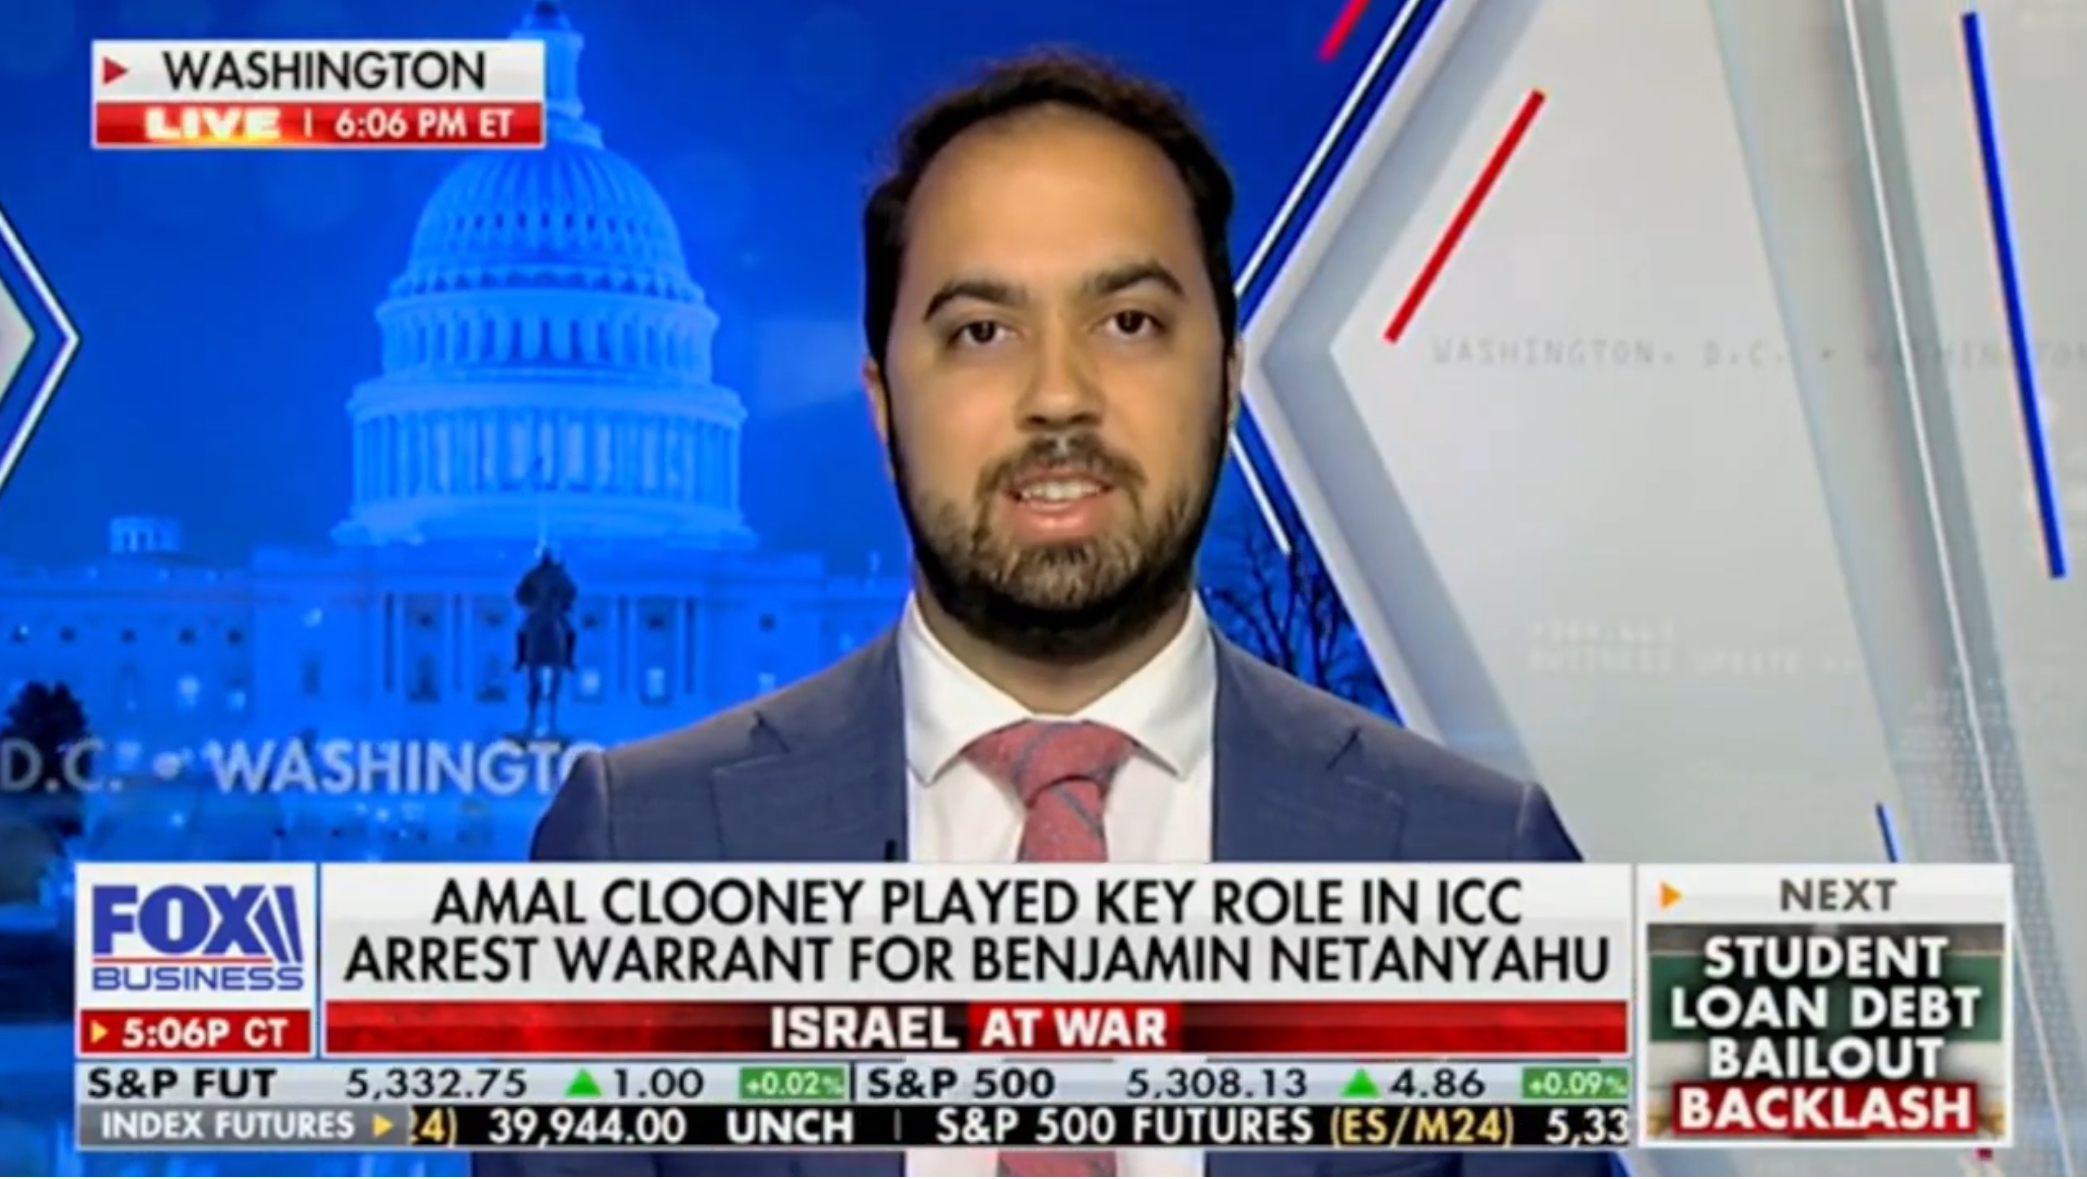 WASHINGTON
LIVE | 6:06 PM ET
WASHINGTON, D.C. •
BUSINESS UPDATE
D.C. • WASHINGTO
FOX
BUSINESS
5:06P CT
AMAL CLOONEY PLAYED KEY ROLE IN ICC
ARREST WARRANT FOR BENJAMIN NETANYAHU
ISRAEL AT WAR
NEXT
STUDENT
LOAN DEBT
BAILOUT
BACKLASH
S&P FUT 5,332.75 ▲1.00 +0.02% | S&P 500 5,308.13 ▲4.86 +0.09%
INDEX FUTURES 24) 39,944.00 UNCH | S&P 500 FUTURES (ES/M24) 5,33